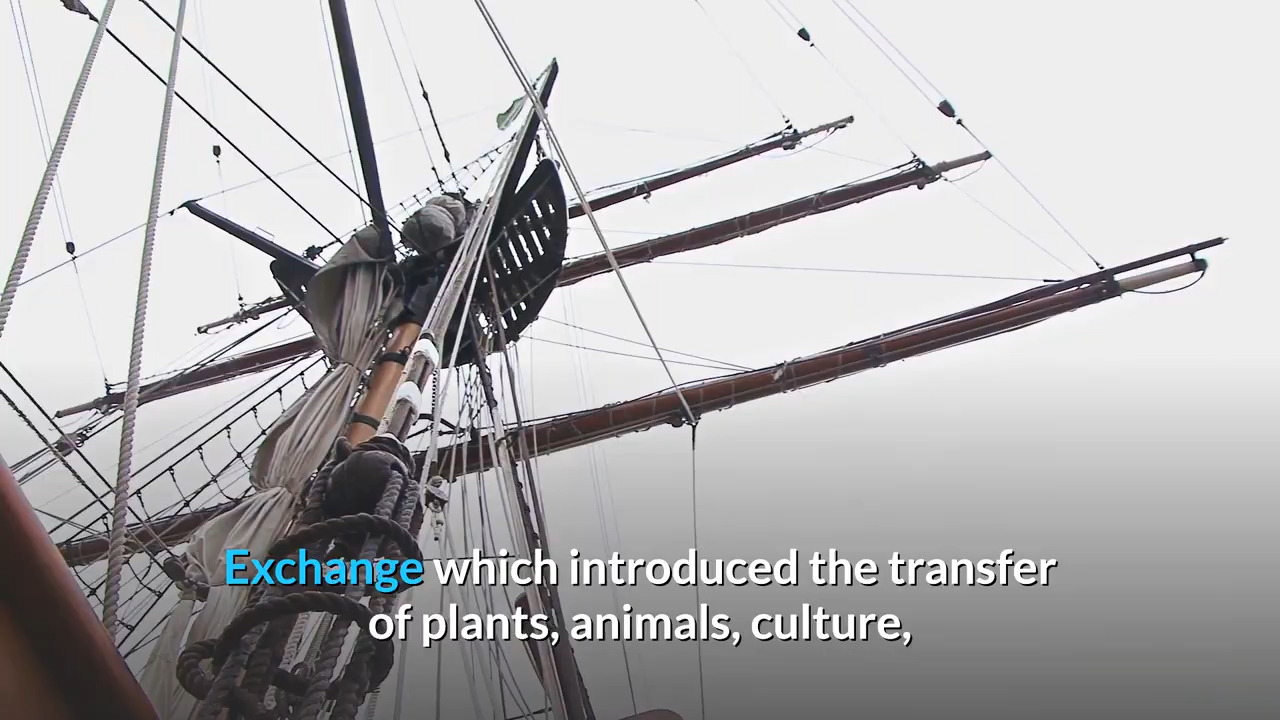 Exchange which introduced the transfer
of plants, animals, culture,